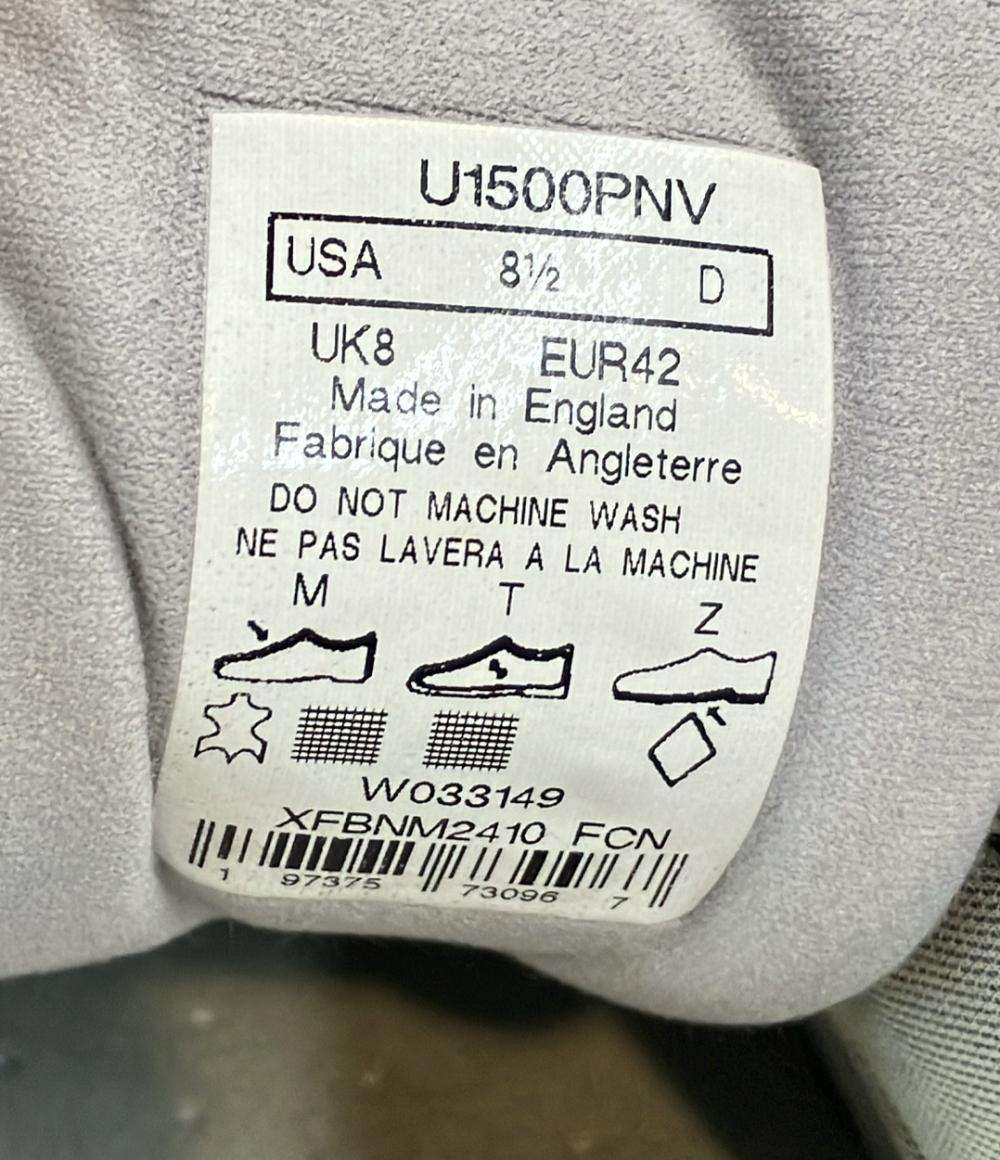 U1500PNV
USA 8½ D
UK8 EUR42
Made in England
Fabrique en Angleterre
DO NOT MACHINE WASH
NE PAS LAVERA A LA MACHINE
M T Z
W033149
XFBNM2410 FCN
1 97375 73096 7